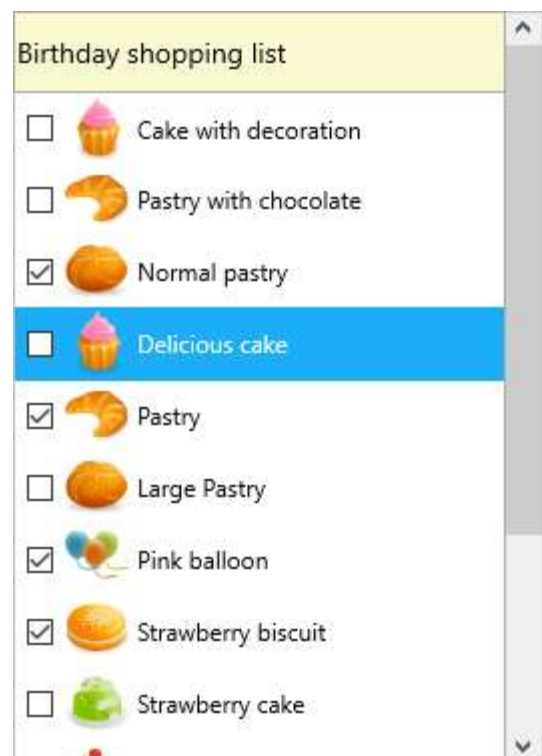 Birthday shopping list
Cake with decoration
Pastry with chocolate
Normal pastry
Delicious cake
Pastry
Large Pastry
Pink balloon
Strawberry biscuit
Strawberry cake